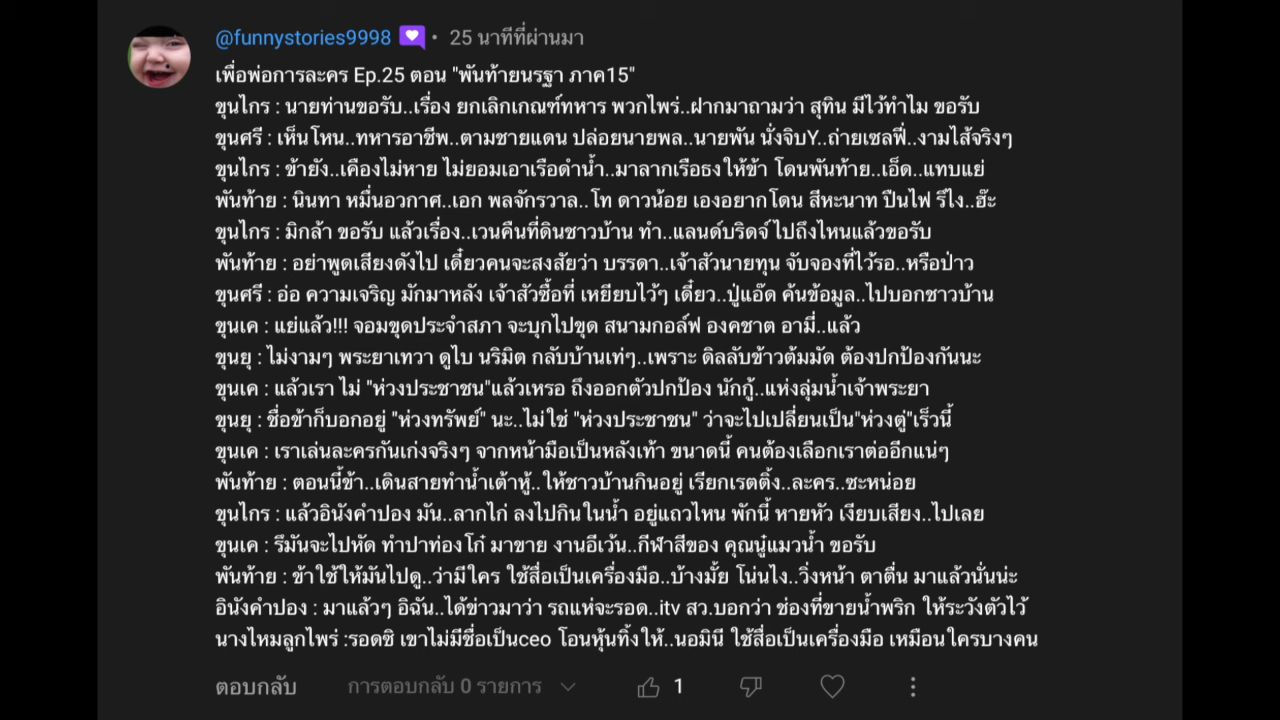 @funnystories9998 • 25 นาทีที่ผ่านมา
เพื่อพ่อการละคร Ep.25 ตอน "พันท้ายนรฐา ภาค15"
ขุนไกร : นายท่านขอรับ..เรื่อง ยกเลิกเกณฑ์ทหาร พวกไพร่..ฝากมาถามว่า สุทิน มีไว้ทำไม ขอรับ
ขุนศรี : เห็นโหน..ทหารอาชีพ..ตามชายแดน ปล่อยนายพล..นายพัน นั่งจิบY..ถ่ายเซลฟี่..งามไส้จริงๆ
ขุนไกร : ข้ายัง..เคืองไม่หาย ไม่ยอมเอาเรือดำน้ำ..มาลากเรือธงให้ข้า โดนพันท้าย..เอ็ด..แทบแย่
พันท้าย : นินทา หมื่นอวกาศ..เอก พลจักรวาล..โท ดาวน้อย เองอยากโดน สีหะนาท ปืนไฟ รึไง..ฮ๊ะ
ขุนไกร : มิกล้า ขอรับ แล้วเรื่อง..เวนคืนที่ดินชาวบ้าน ทำ..แลนด์บริดจ์ ไปถึงไหนแล้วขอรับ
พันท้าย : อย่าพูดเสียงดังไป เดี๋ยวคนจะสงสัยว่า บรรดา..เจ้าสัวนายทุน จับจองที่ไว้รอ..หรือป่าว
ขุนศรี : อ่อ ความเจริญ มักมาหลัง เจ้าสัวซื้อที่ เหยียบไว้ๆ เดี๋ยว..ปู่แอ๊ด ค้นข้อมูล..ไปบอกชาวบ้าน
ขุนเค : แย่แล้ว!!! จอมขุดประจำสภา จะบุกไปขุด สนามกอล์ฟ องคชาต อามี่..แล้ว
ขุนยุ : ไม่งามๆ พระยาเทวา ดูไบ นริมิต กลับบ้านเท่ๆ..เพราะ ดิลลับข้าวต้มมัด ต้องปกป้องกันนะ
ขุนเค : แล้วเรา ไม่ "ห่วงประชาชน"แล้วเหรอ ถึงออกตัวปกป้อง นักกู้..แห่งลุ่มน้ำเจ้าพระยา
ขุนยุ : ชื่อข้าก็บอกอยู่ "ห่วงทรัพย์" นะ..ไม่ใช่ "ห่วงประชาชน" ว่าจะไปเปลี่ยนเป็น"ห่วงตู่"เร็วนี้
ขุนเค : เราเล่นละครกันเก่งจริงๆ จากหน้ามือเป็นหลังเท้า ขนาดนี้ คนต้องเลือกเราต่ออีกแน่ๆ
พันท้าย : ตอนนี้ข้า..เดินสายทำน้ำเต้าหู้..ให้ชาวบ้านกินอยู่ เรียกเรตติ้ง..ละคร..ซะหน่อย
ขุนไกร : แล้วอินังคำปอง มัน..ลากไก่ ลงไปกินในน้ำ อยู่แถวไหน พักนี้ หายหัว เงียบเสียง..ไปเลย
ขุนเค : รึมันจะไปหัด ทำปาท่องโก๋ มาขาย งานอีเว้น..กีฬาสีของ คุณนู๋แมวน้ำ ขอรับ
พันท้าย : ข้าใช้ให้มันไปดู..ว่ามีใคร ใช้สื่อเป็นเครื่องมือ..บ้างมั้ย โน่นไง..วิ่งหน้า ตาตื่น มาแล้วนั่นน่ะ
อินังคำปอง : มาแล้วๆ อิฉัน..ได้ข่าวมาว่า รถแห่จะรอด..itv สว.บอกว่า ช่องที่ขายน้ำพริก ให้ระวังตัวไว้
นางไหมลูกไพร่ :รอดซิ เขาไม่มีชื่อเป็นceo โอนหุ้นทิ้งให้..นอมินี ใช้สื่อเป็นเครื่องมือ เหมือนใครบางคน
ตอบกลับ การตอบกลับ 0 รายการ 1